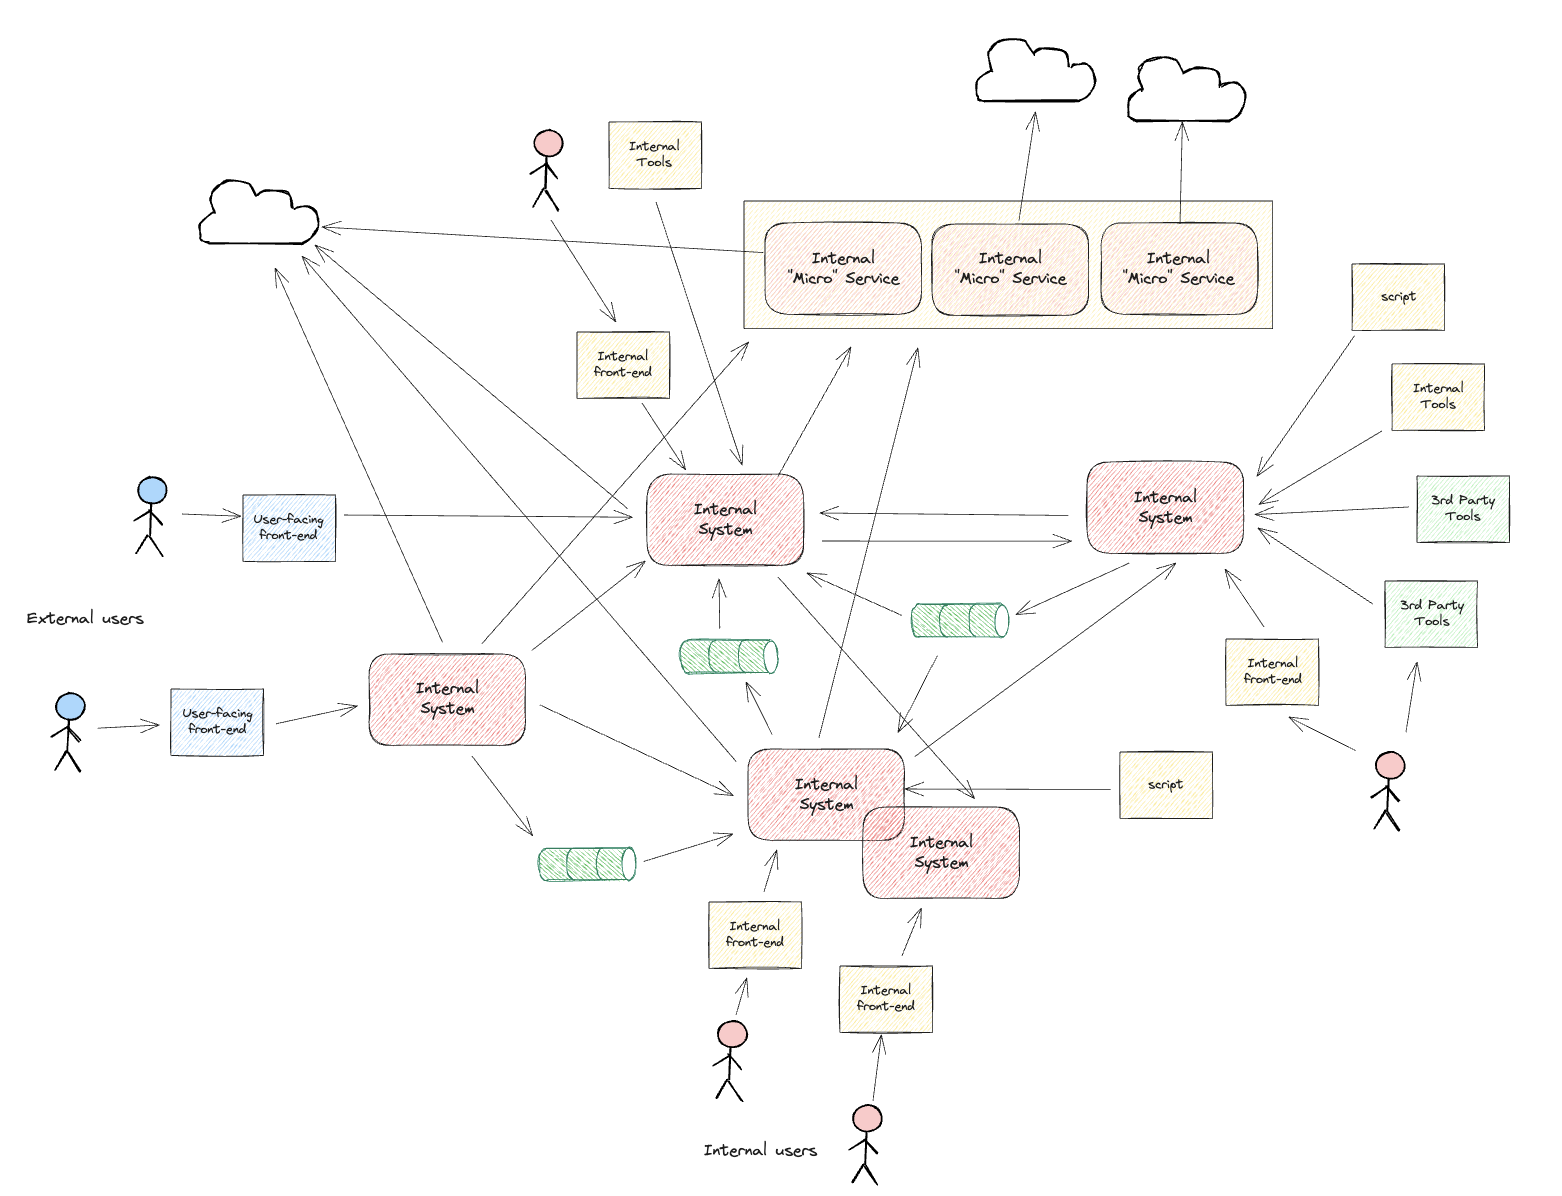 Internal
Tools
Internal
"Micro" Service
Internal
"Micro" Service
Internal
"Micro" Service
script
Internal
front-end
Internal
Tools
User-facing
front-end
Internal
System
Internal
System
3rd Party
Tools
3rd Party
Tools
External users
Internal
front-end
User-facing
front-end
Internal
System
Internal
System
script
Internal
System
Internal
front-end
Internal
front-end
Internal users